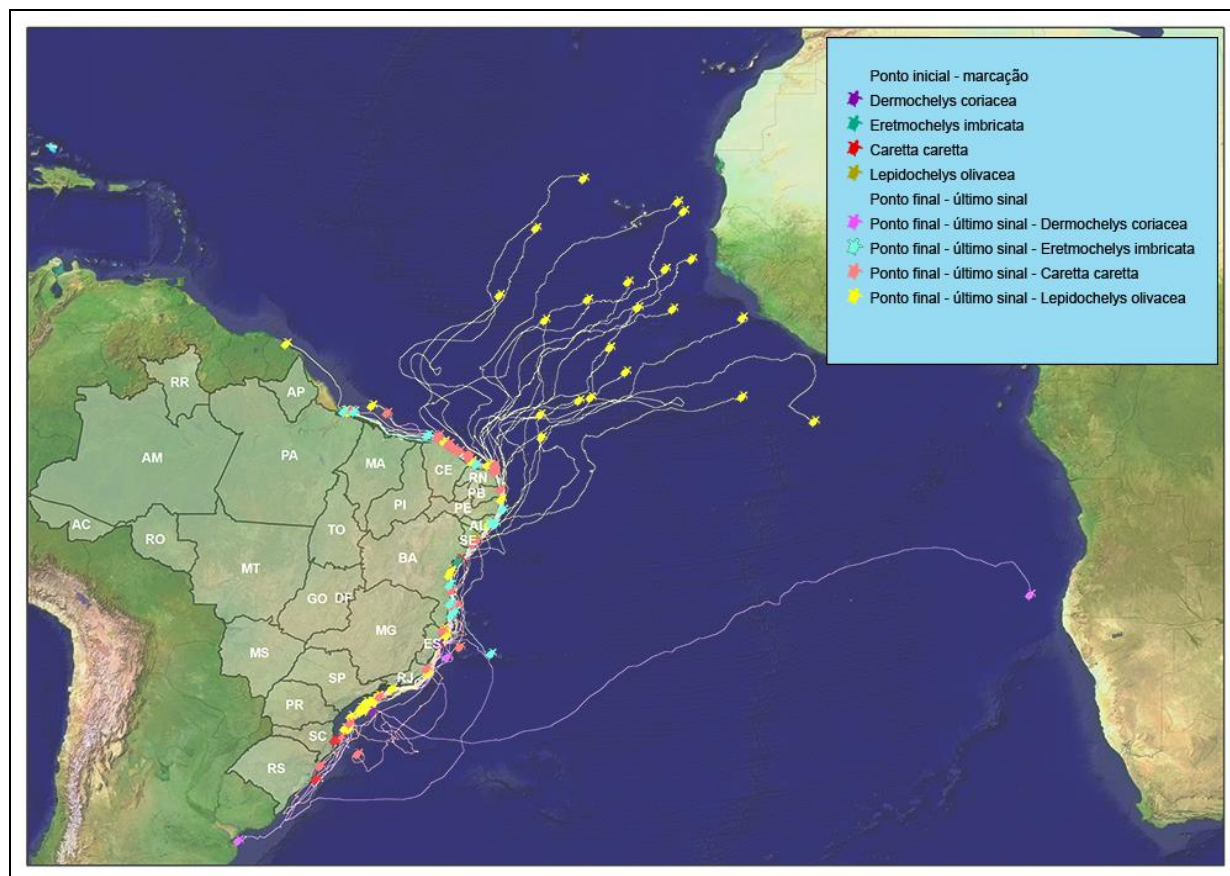 Ponto inicial - marcação
Dermochelys coriacea
Eretmochelys imbricata
Caretta caretta
Lepidochelys olivacea
Ponto final - último sinal
Ponto final - último sinal - Dermochelys coriacea
Ponto final - último sinal - Eretmochelys imbricata
Ponto final - último sinal - Caretta caretta
Ponto final - último sinal - Lepidochelys olivacea
RR
AP
AM
PA
MA
CE
RN
PB
PI
PE
AL
SE
AC
RO
TO
BA
MT
GO
DF
MG
ES
MS
SP
RJ
PR
SC
RS